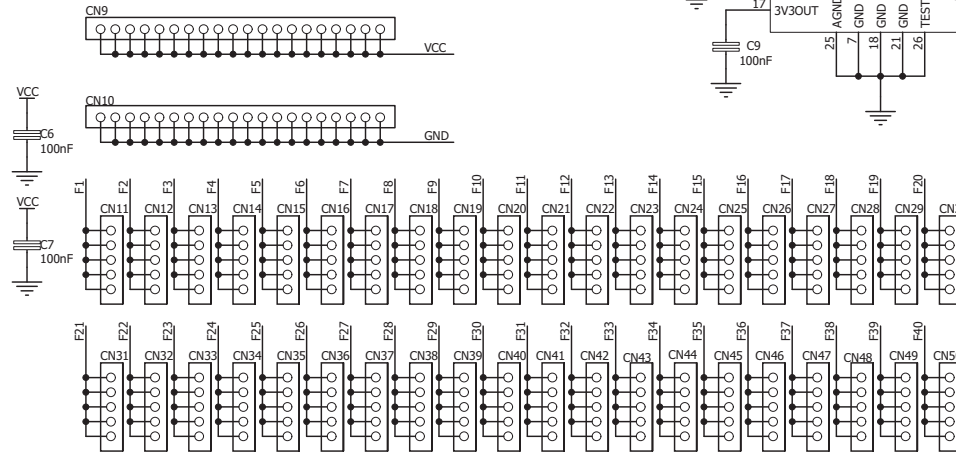 CN9
VCC
17
3V3OUT
AGND
GND
GND
GND
TEST
25
7
18
21
26
C9
100nF
VCC
CN10
GND
C6
100nF
F1 F2 F3 F4 F5 F6 F7 F8 F9 F10 F11 F12 F13 F14 F15 F16 F17 F18 F19 F20
VCC
CN11 CN12 CN13 CN14 CN15 CN16 CN17 CN18 CN19 CN20 CN21 CN22 CN23 CN24 CN25 CN26 CN27 CN28 CN29
C7
100nF
F21 F22 F23 F24 F25 F26 F27 F28 F29 F30 F31 F32 F33 F34 F35 F36 F37 F38 F39 F40
CN31 CN32 CN33 CN34 CN35 CN36 CN37 CN38 CN39 CN40 CN41 CN42 CN43 CN44 CN45 CN46 CN47 CN48 CN49